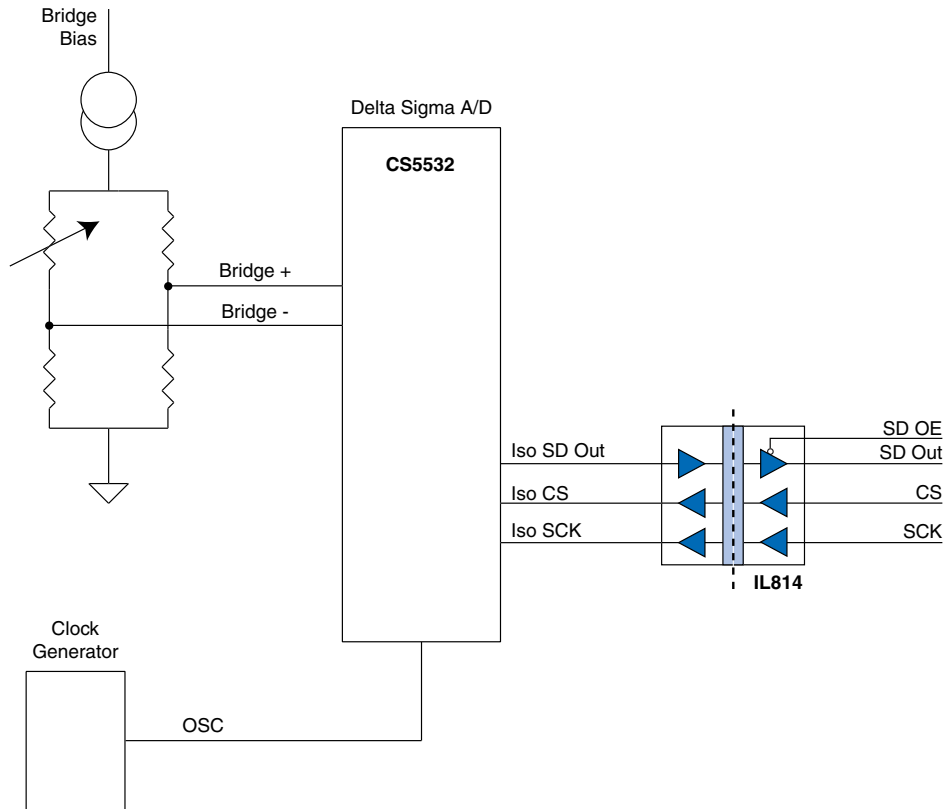 Bridge
Bias
Delta Sigma A/D
CS5532
Bridge +
Bridge -
Iso SD Out
Iso CS
Iso SCK
SD OE
SD Out
CS
SCK
IL814
Clock
Generator
OSC